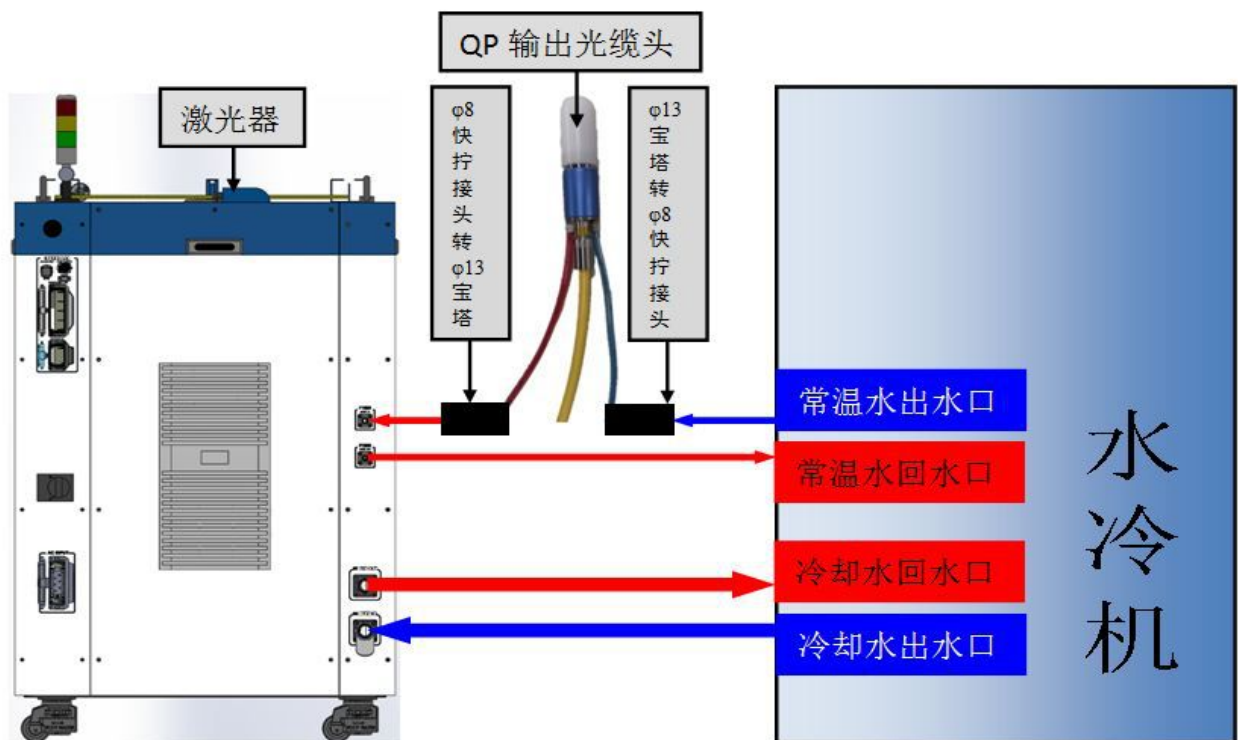 QP 输出光缆头
激光器
φ8
快
拧
接
头
转
φ13
宝
塔
φ13
宝
塔
转
φ8
快
拧
接
头
常温水出水口
常温水回水口
冷却水回水口
冷却水出水口
水
冷
机